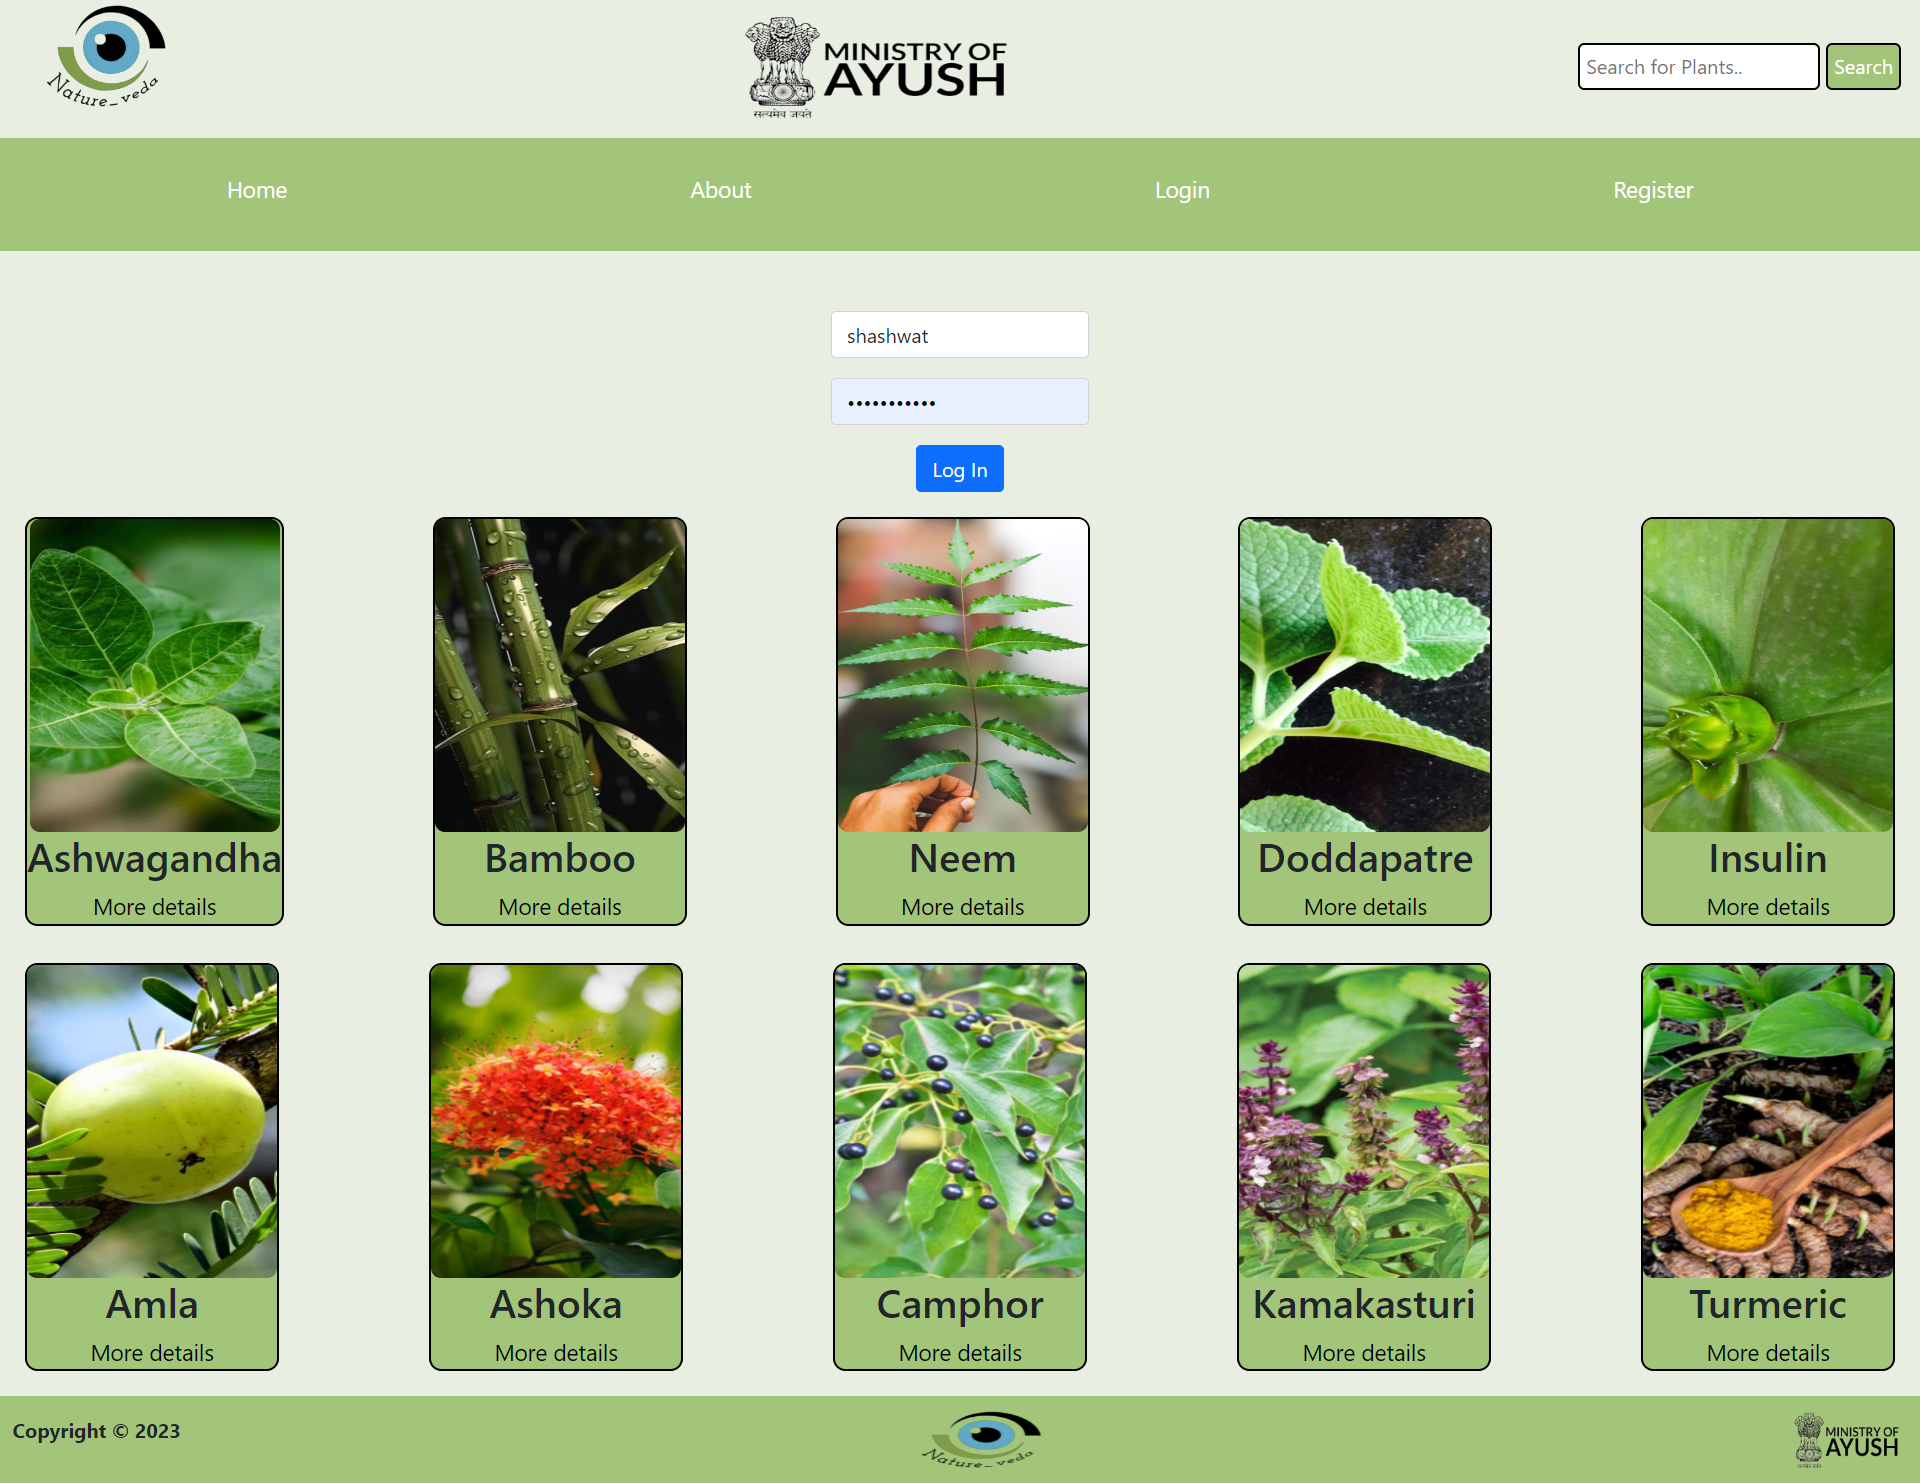 Nature_veda
MINISTRY OF
AYUSH
सत्यमेव जयते
Search for Plants..
Search
Home
About
Login
Register
shashwat
•••••••••••
Log In
Ashwagandha
More details
Bamboo
More details
Neem
More details
Doddapatre
More details
Insulin
More details
Amla
More details
Ashoka
More details
Camphor
More details
Kamakasturi
More details
Turmeric
More details
Copyright © 2023
Nature_veda
MINISTRY OF
AYUSH